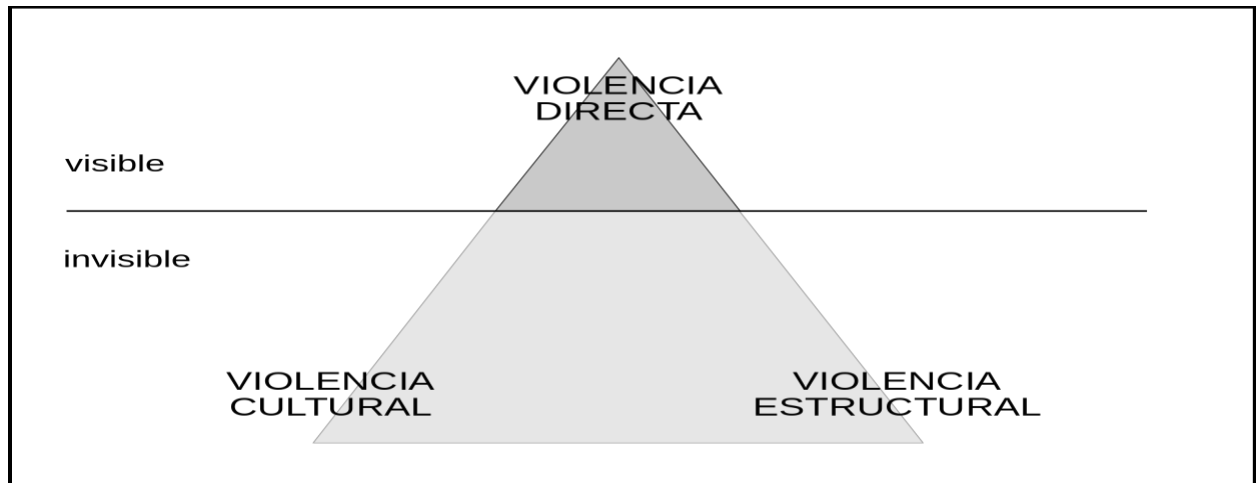 VIOLENCIA
DIRECTA
visible
invisible
VIOLENCIA
CULTURAL
VIOLENCIA
ESTRUCTURAL